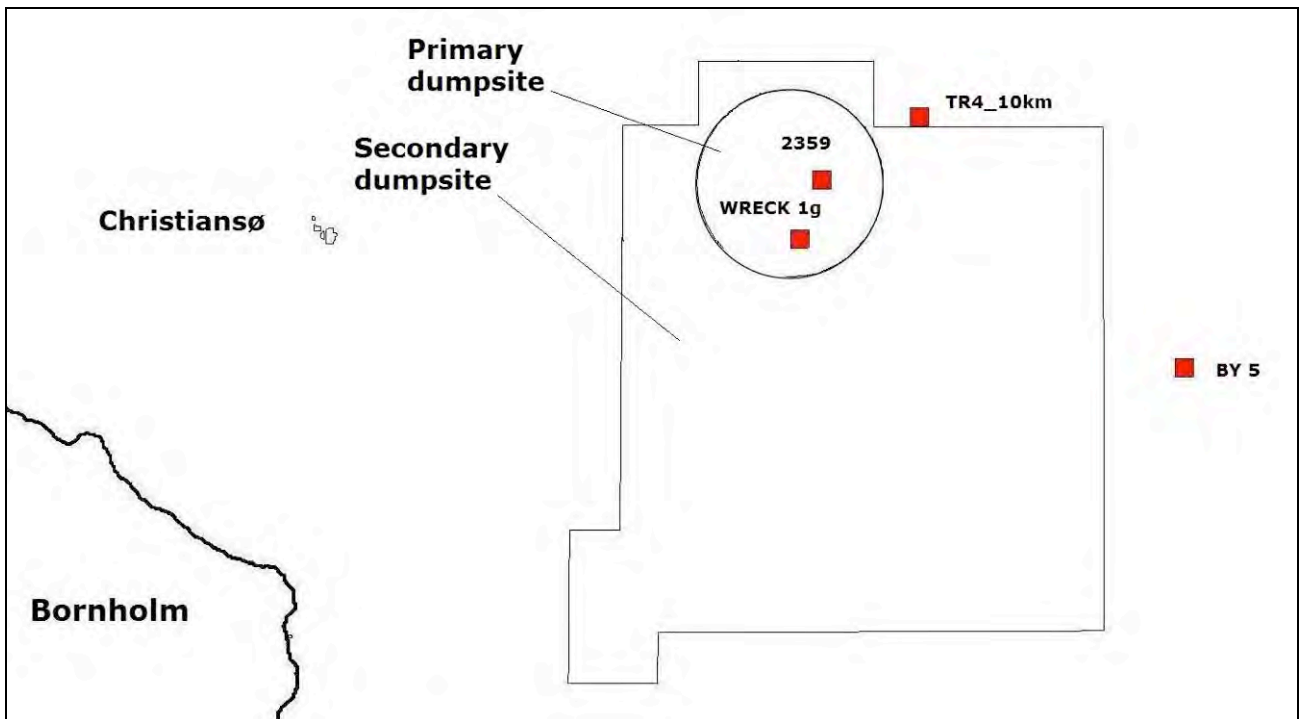 Primary
dumpsite
TR4_10km
2359
Secondary
dumpsite
WRECK 1g
Christiansø
BY 5
Bornholm